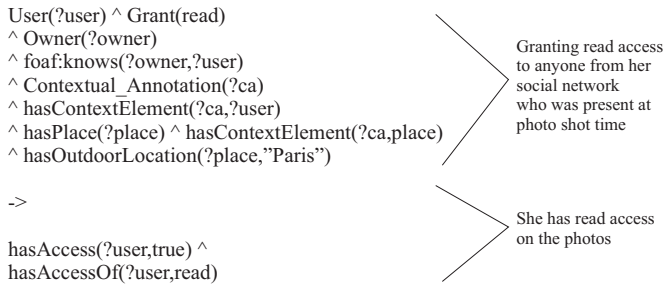 User(?user) ^ Grant(read)
^ Owner(?owner)
^ foaf:knows(?owner,?user)
^ Contextual_Annotation(?ca)
^ hasContextElement(?ca,?user)
^ hasPlace(?place) ^ hasContextElement(?ca,place)
^ hasOutdoorLocation(?place,”Paris”)
Granting read access
to anyone from her
social network
who was present at
photo shot time
->
hasAccess(?user,true) ^
hasAccessOf(?user,read)
She has read access
on the photos